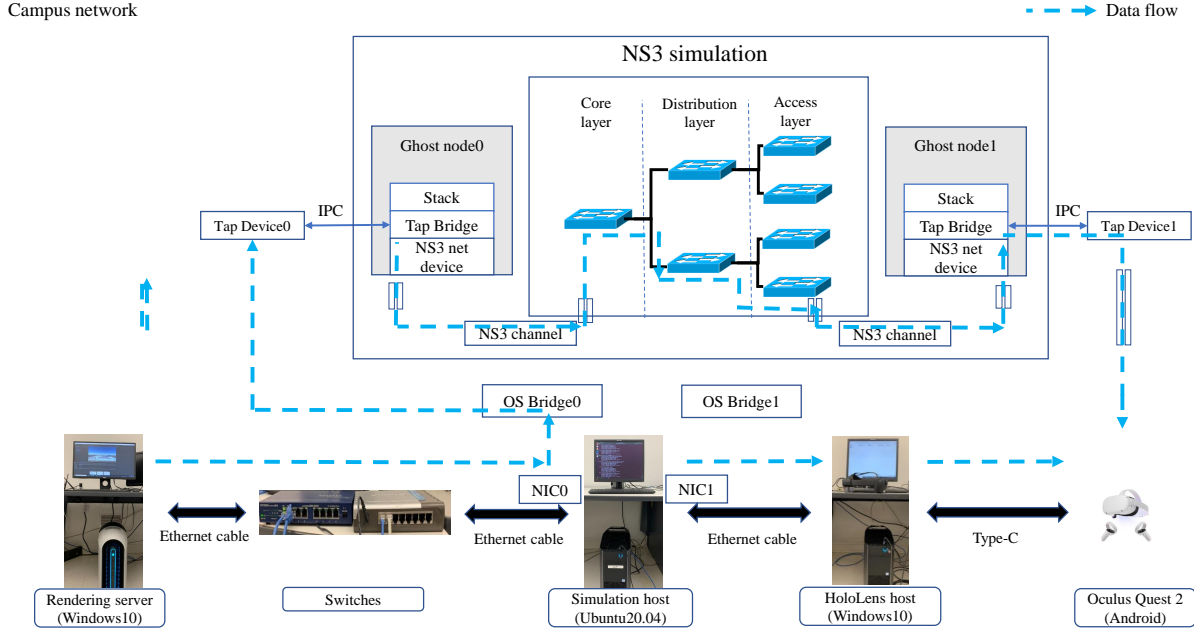 Campus network
Data flow
NS3 simulation
Core
layer
Distribution
layer
Access
layer
Ghost node0
Stack
Tap Bridge
NS3 net
device
Ghost node1
Stack
Tap Bridge
NS3 net
device
Tap Device0
IPC
IPC
Tap Device1
NS3 channel
NS3 channel
OS Bridge0
OS Bridge1
NIC0
NIC1
Ethernet cable
Ethernet cable
Ethernet cable
Type-C
Rendering server
(Windows10)
Switches
Simulation host
(Ubuntu20.04)
HoloLens host
(Windows10)
Oculus Quest 2
(Android)